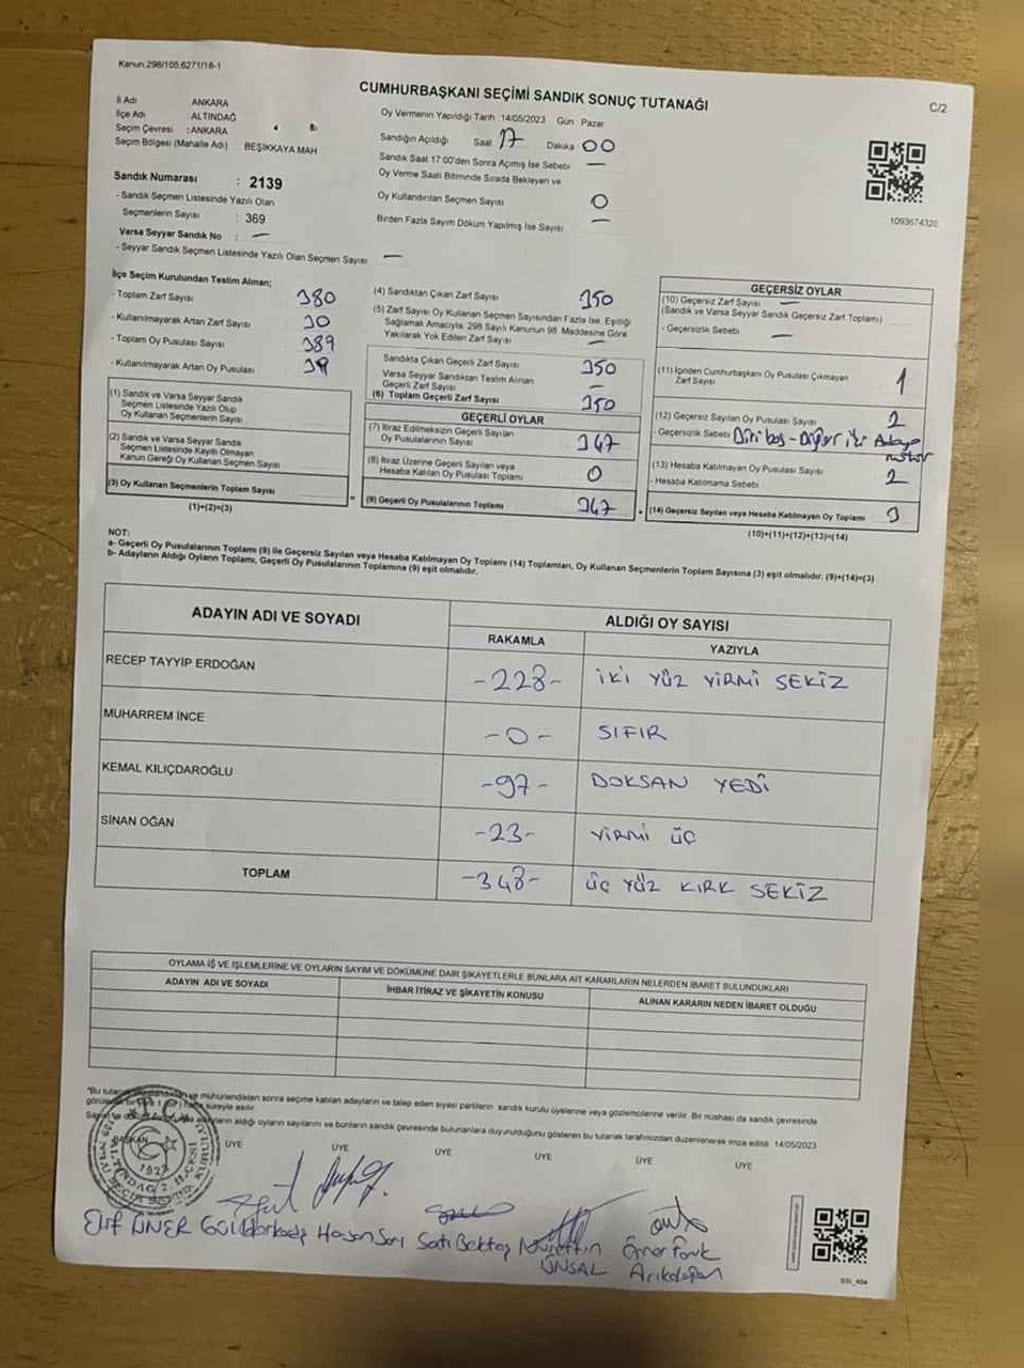 Kanun:298/105,6271/18-1
CUMHURBAŞKANI SEÇİMİ SANDIK SONUÇ TUTANAĞI
C/2
İl Adı ANKARA
İlçe Adı ALTINDAĞ
Seçim Çevresi :ANKARA
Seçim Bölgesi (Mahalle Adı) BEŞİKKAYA MAH
Sandık Numarası : 2139
- Sandık Seçmen Listesinde Yazılı Olan
Seçmenlerin Sayısı : 369
Varsa Seyyar Sandık No : —
- Seyyar Sandık Seçmen Listesinde Yazılı Olan Seçmen Sayısı —
Oy Vermenin Yapıldığı Tarih : 14/05/2023 Gün Pazar
Sandığın Açıldığı Saat 17 Dakika 00
Sandık Saat 17:00'den Sonra Açılmış İse Sebebi —
Oy Verme Saati Bitiminde Sırada Bekleyen ve
Oy Kullandırılan Seçmen Sayısı 0
Birden Fazla Sayım Döküm Yapılmış İse Sayısı —
1093674320
İlçe Seçim Kurulundan Teslim Alınan;
- Toplam Zarf Sayısı 380
- Kullanılmayarak Artan Zarf Sayısı 30
- Toplam Oy Pusulası Sayısı 389
- Kullanılmayarak Artan Oy Pusulası 39
(1) Sandık ve Varsa Seyyar Sandık
Seçmen Listesinde Yazılı Olup
Oy Kullanan Seçmenlerin Sayısı
(2) Sandık ve Varsa Seyyar Sandık
Seçmen Listesinde Kayıtlı Olmayan
Kanun Gereği Oy Kullanan Seçmen Sayısı
(3) Oy Kullanan Seçmenlerin Toplam Sayısı
(1)+(2)=(3)
(4) Sandıktan Çıkan Zarf Sayısı 350
(5) Zarf Sayısı Oy Kullanan Seçmen Sayısından Fazla İse, Eşitliği
Sağlamak Amacıyla; 298 Sayılı Kanunun 98. Maddesine Göre
Yakılarak Yok Edilen Zarf Sayısı —
Sandıkta Çıkan Geçerli Zarf Sayısı 350
Varsa Seyyar Sandıktan Teslim Alınan
Geçerli Zarf Sayısı —
(6) Toplam Geçerli Zarf Sayısı 350
GEÇERLİ OYLAR
(7) İtiraz Edilmeksizin Geçerli Sayılan
Oy Pusulalarının Sayısı 347
(8) İtiraz Üzerine Geçerli Sayılan veya
Hesaba Katılan Oy Pusulası Toplamı 0
= (9) Geçerli Oy Pusulalarının Toplamı 347
GEÇERSİZ OYLAR
(10) Geçersiz Zarf Sayısı —
(Sandık ve Varsa Seyyar Sandık Geçersiz Zarf Toplamı)
- Geçersizlik Sebebi —
(11) İçinden Cumhurbaşkanı Oy Pusulası Çıkmayan
Zarf Sayısı 1
(12) Geçersiz Sayılan Oy Pusulası Sayısı 2
- Geçersizlik Sebebi
(13) Hesaba Katılmayan Oy Pusulası Sayısı 2
- Hesaba Katılmama Sebebi
(14) Geçersiz Sayılan veya Hesaba Katılmayan Oy Toplamı 3
(10)+(11)+(12)+(13)=(14)
NOT:
a- Geçerli Oy Pusulalarının Toplamı (9) ile Geçersiz Sayılan veya Hesaba Katılmayan Oy Toplamı (14) Toplamları, Oy Kullanan Seçmenlerin Toplam Sayısına (3) eşit olmalıdır. (9)+(14)=(3)
b- Adayların Aldığı Oyların Toplamı, Geçerli Oy Pusulalarının Toplamına (9) eşit olmalıdır.
ADAYIN ADI VE SOYADI
ALDIĞI OY SAYISI
RAKAMLA YAZIYLA
RECEP TAYYİP ERDOĞAN -228- İKİ YÜZ YİRMİ SEKİZ
MUHARREM İNCE -0- SIFIR
KEMAL KILIÇDAROĞLU -97- DOKSAN YEDİ
SİNAN OĞAN -23- YİRMİ ÜÇ
TOPLAM -348- ÜÇ YÜZ KIRK SEKİZ
OYLAMA İŞ VE İŞLEMLERİNE VE OYLARIN SAYIM VE DÖKÜMÜNE DAİR ŞİKAYETLERLE BUNLARA AİT KARARLARIN NELERDEN İBARET BULUNDUKLARI
ADAYIN ADI VE SOYADI İHBAR İTİRAZ VE ŞİKAYETİN KONUSU ALINAN KARARIN NEDEN İBARET OLDUĞU
ve mühürlendikten sonra seçime katılan adayların ve talep eden siyasi partilerin sandık kurulu üyelerine veya gözlemcilerine verilir. Bir nüshası da sandık çevresinde
süreyle asılır.
aldığı oyların sayılarını ve bunların sandık çevresinde bulunanlara duyurulduğunu gösteren bu tutanak tarafımızdan düzenlenerek imza edildi. 14/05/2023
BAŞKAN ÜYE ÜYE ÜYE ÜYE ÜYE ÜYE
Elif ÜNER Hasan Sarı Satı Bektaş Nurettin Ömer Faruk
ÜNSAL Arıkdoğan
SSI_404